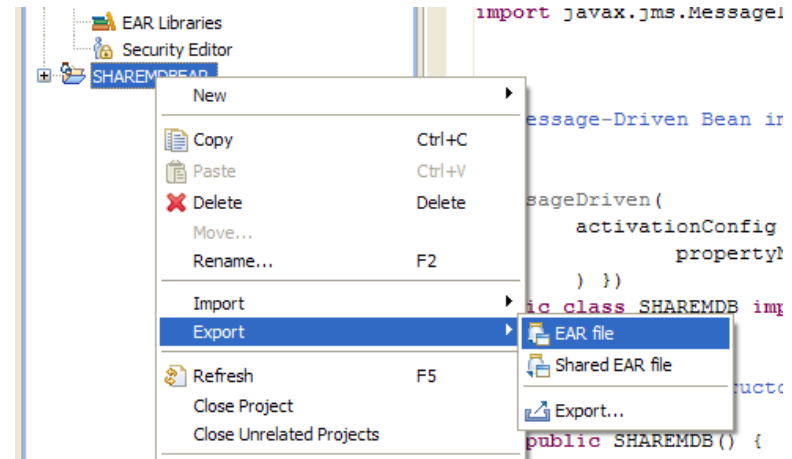 import javax.jms.MessageL
EAR Libraries
Security Editor
SHAREMDBEAR
New
essage-Driven Bean in
Copy Ctrl+C
Paste Ctrl+V
Delete Delete
sageDriven(
Move...
activationConfig
Rename... F2
property
) })
Import
ic class SHAREMDB imp
Export
EAR file
Refresh F5
Shared EAR file
ructo
Close Project
Export...
Close Unrelated Projects
public SHAREMDB() {